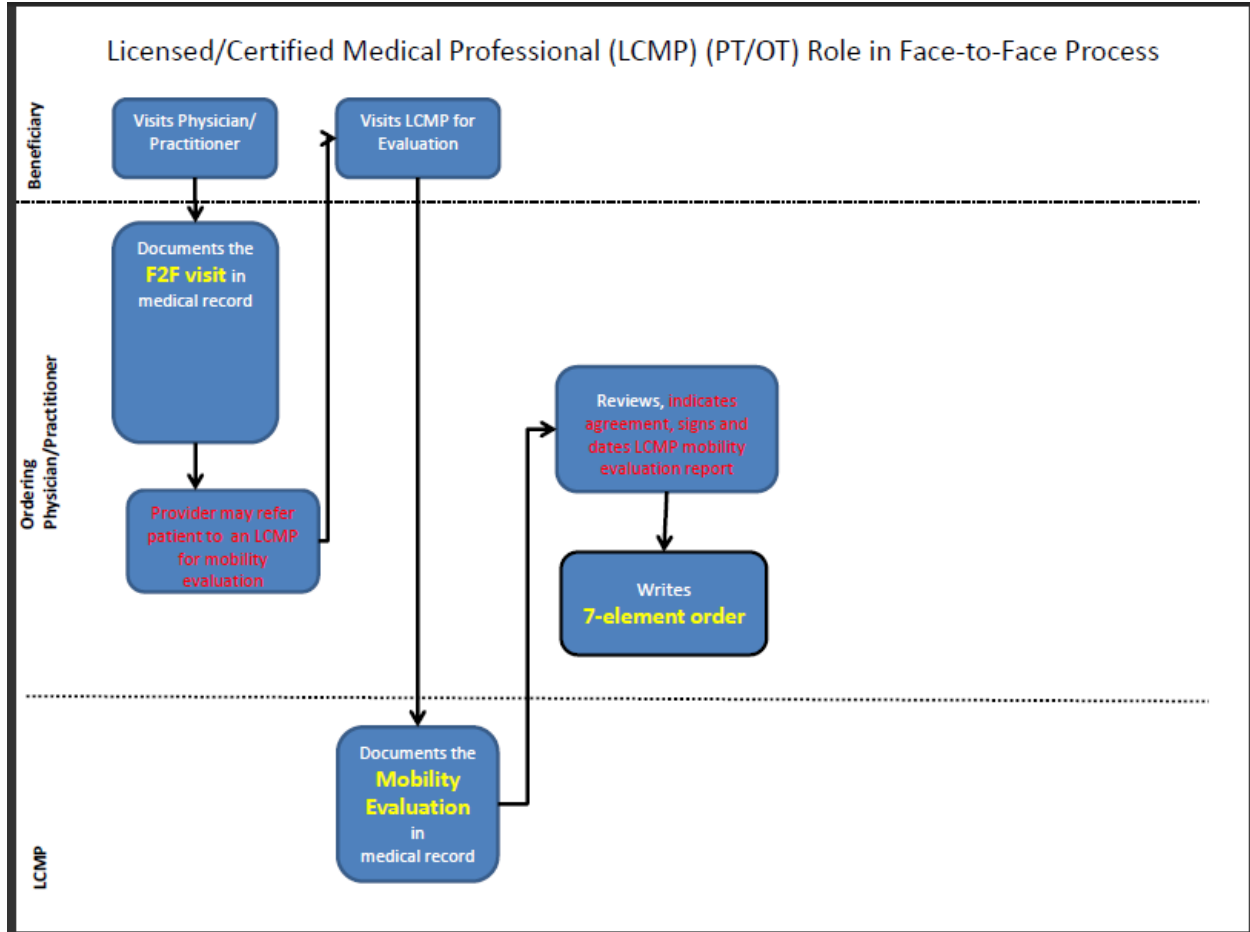 Licensed/Certified Medical Professional (LCMP) (PT/OT) Role in Face-to-Face Process
Beneficiary
Visits Physician/
Practitioner
Visits LCMP for
Evaluation
Ordering
Physician/Practitioner
Documents the
F2F visit in
medical record
Provider may refer
patient to an LCMP
for mobility
evaluation
Reviews, indicates
agreement, signs and
dates LCMP mobility
evaluation report
Writes
7-element order
LCMP
Documents the
Mobility
Evaluation
in
medical record